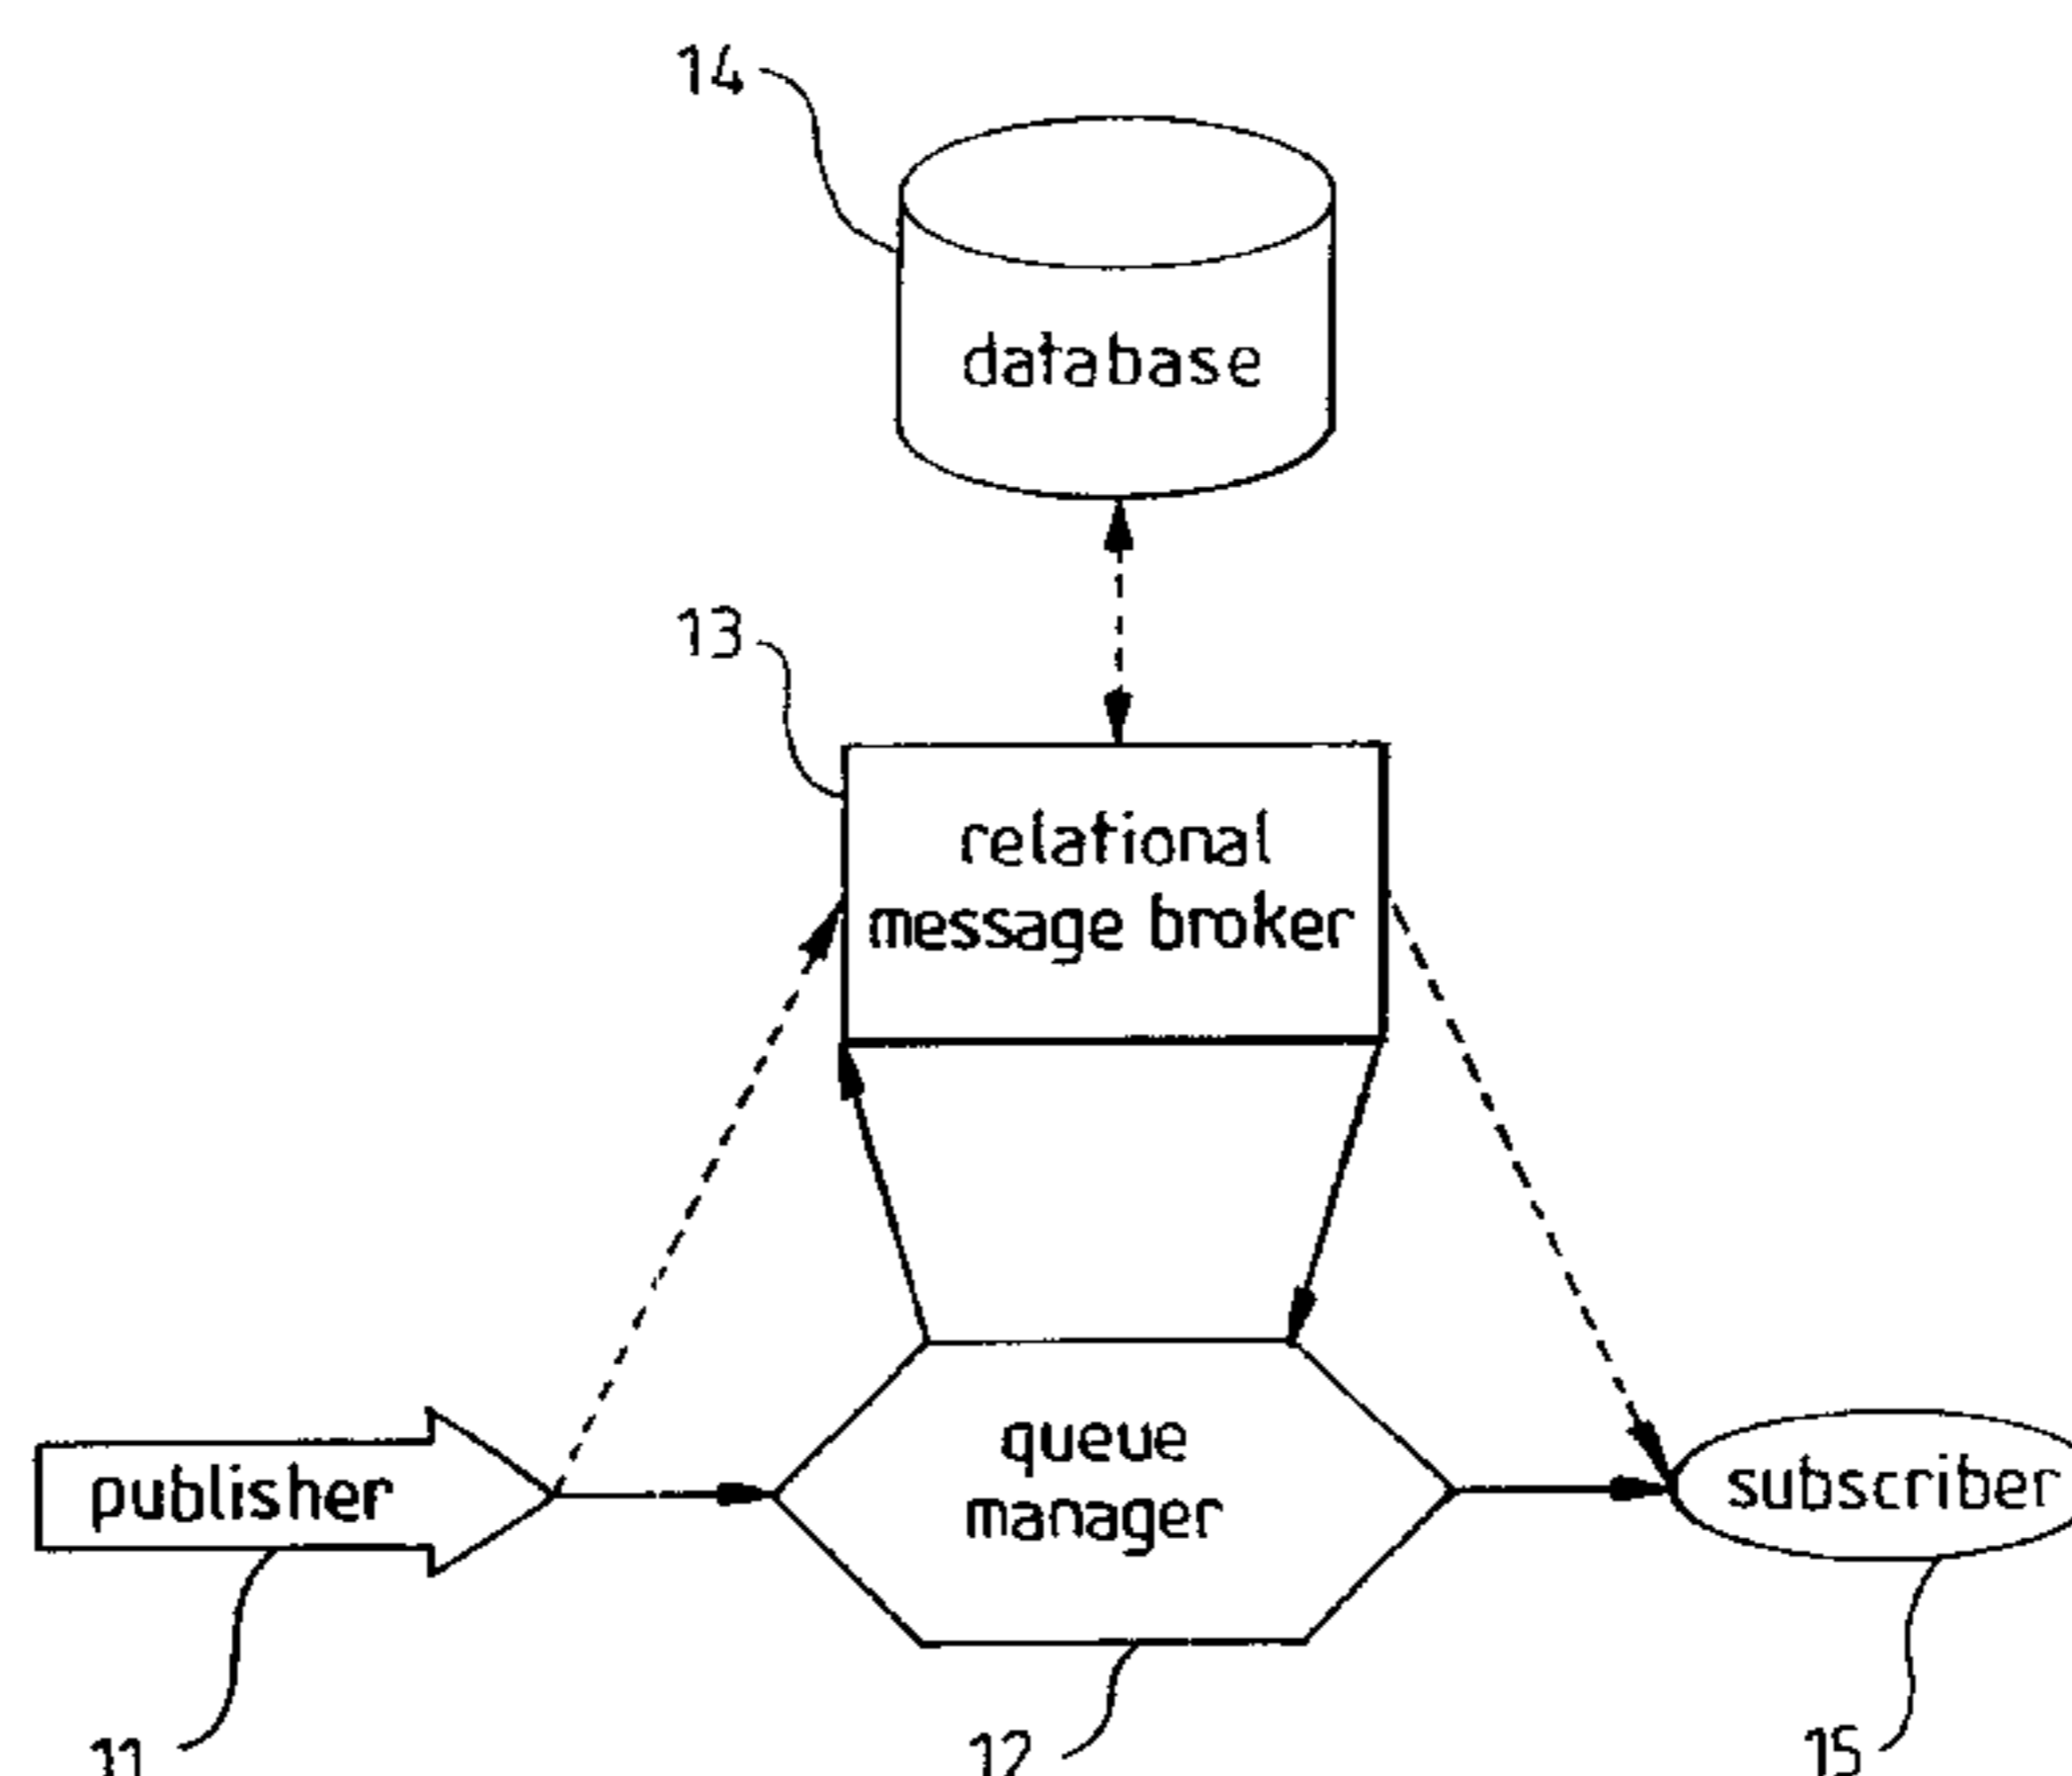 14
database
13
relational
message broker
queue
manager
publisher
subscriber
11
12
15